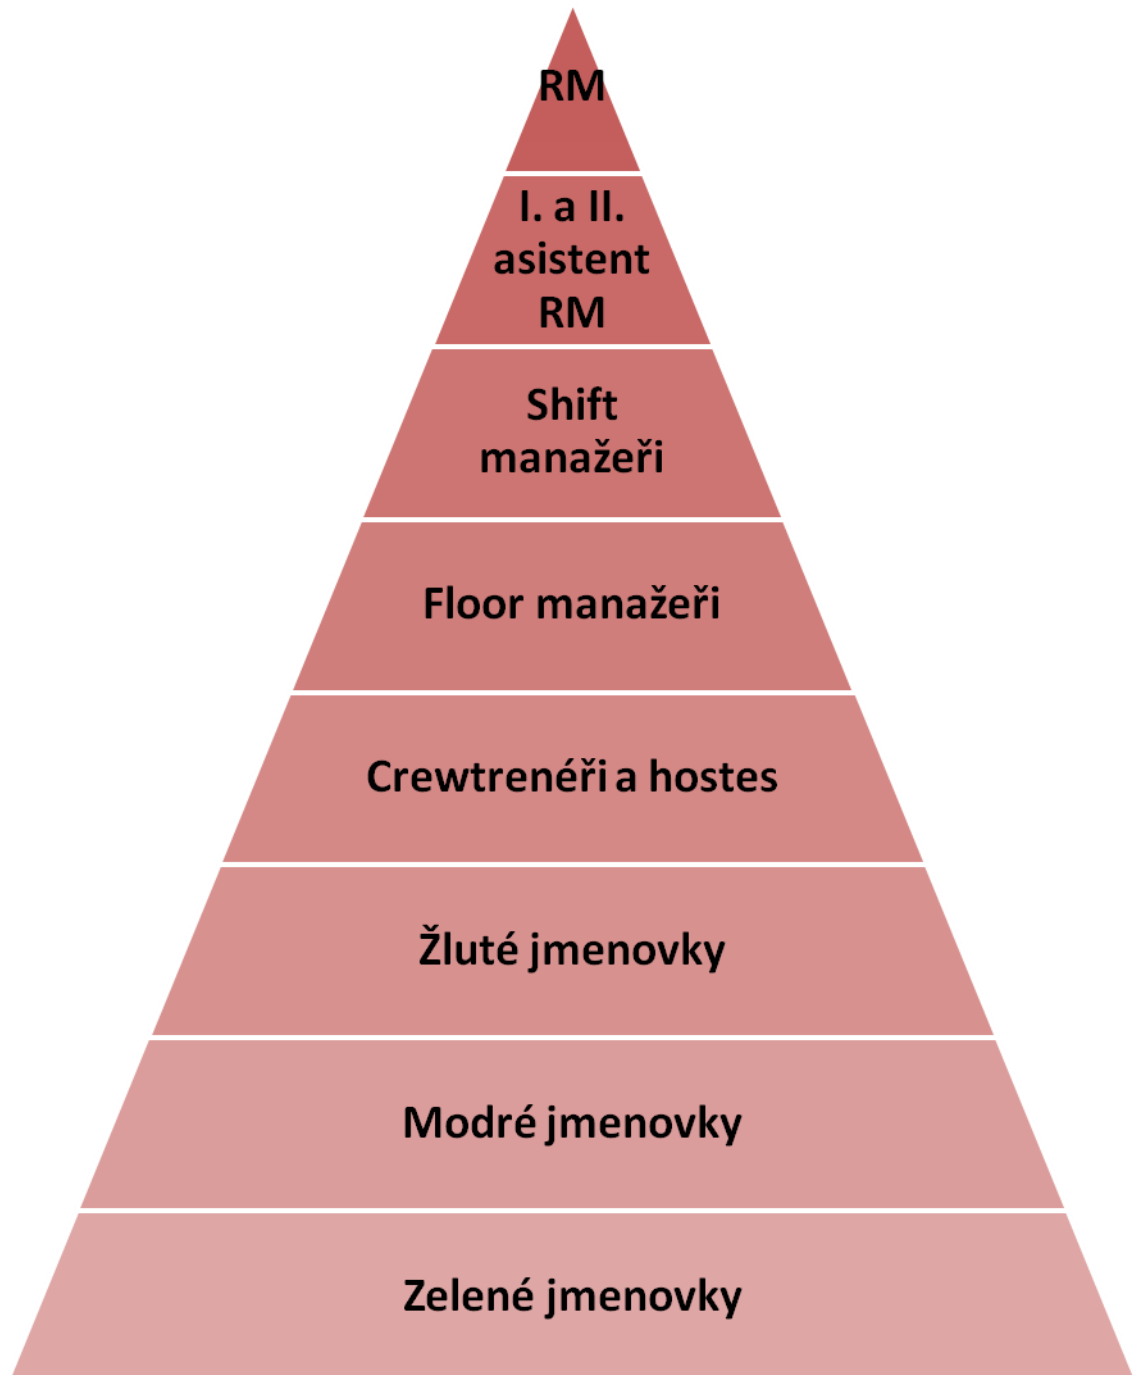 RM
I. a II.
asistent
RM
Shift
manažeři
Floor manažeři
Crewtrenéři a hostes
Žluté jmenovky
Modré jmenovky
Zelené jmenovky